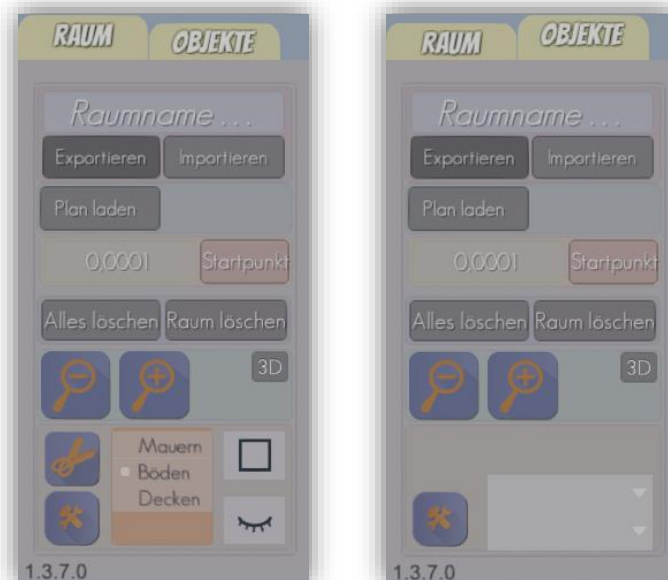 RAUM OBJEKTE
Raumname ...
Exportieren Importieren
Plan laden
0,0001 Startpunkt
Alles löschen Raum löschen
3D
Mauern
Böden
Decken
1.3.7.0
RAUM OBJEKTE
Raumname ...
Exportieren Importieren
Plan laden
0,0001 Startpunkt
Alles löschen Raum löschen
3D
1.3.7.0